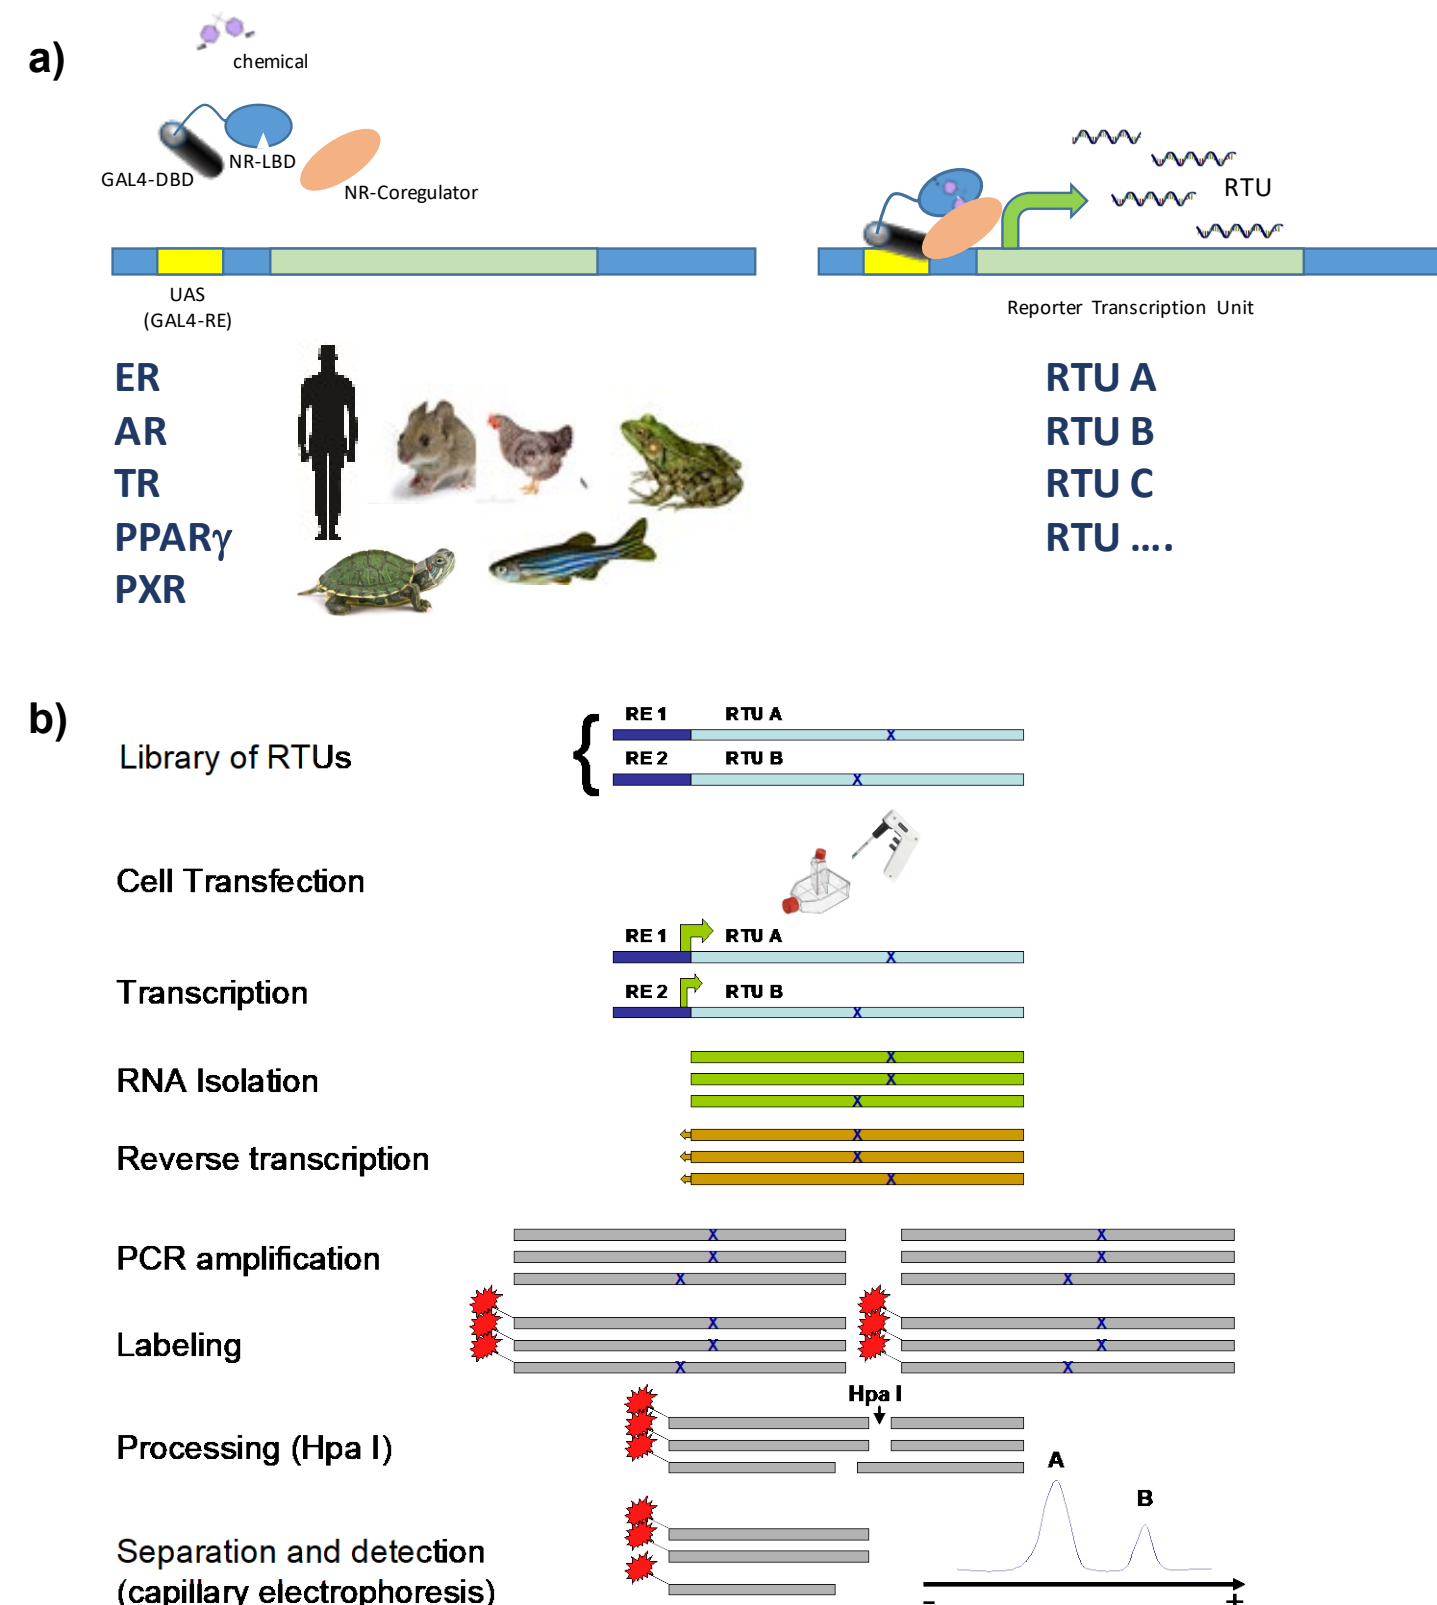 a)
chemical
GAL4-DBD
NR-LBD
NR-Coregulator
RTU
UAS
(GAL4-RE)
Reporter Transcription Unit
ER
AR
TR
PPARγ
PXR
RTU A
RTU B
RTU C
RTU ....
b)
Library of RTUs
{
RE 1 RTU A
X
RE 2 RTU B
X
Cell Transfection
RE 1 RTU A
X
Transcription
RE 2 RTU B
X
RNA Isolation
X
X
X
Reverse transcription
X
X
X
PCR amplification
X X
X X
X X
Labeling
X X
X X
X X
Hpa I
Processing (Hpa I)
A
B
Separation and detection
(capillary electrophoresis)
- +